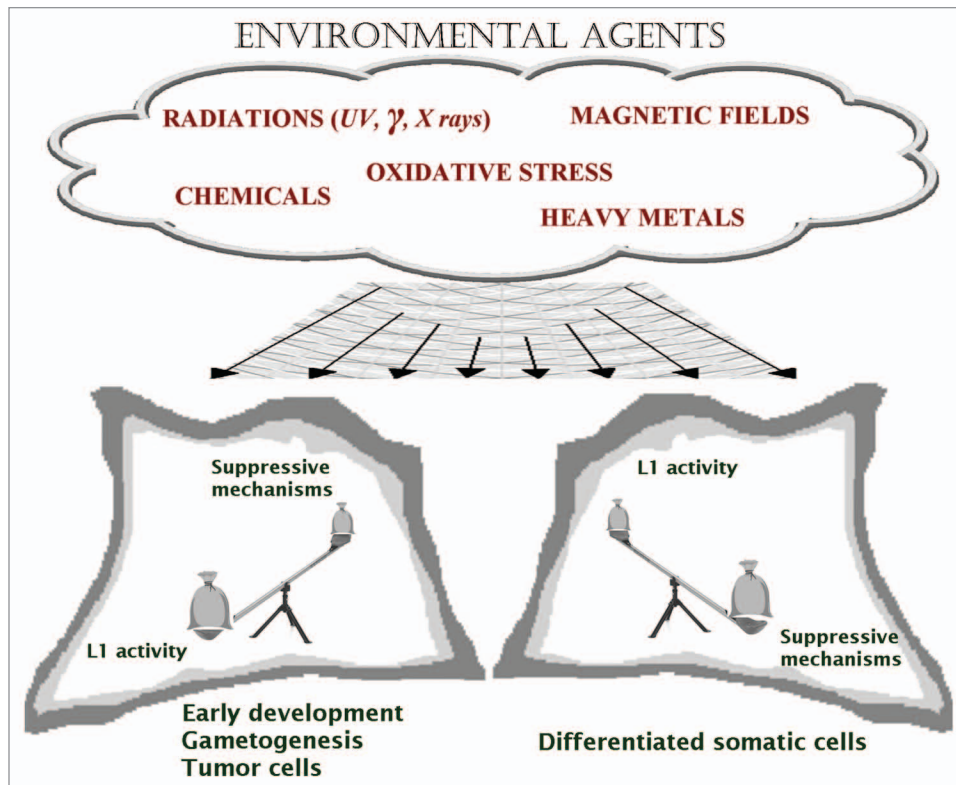 ENVIRONMENTAL AGENTS
RADIATIONS (UV, γ, X rays)
MAGNETIC FIELDS
OXIDATIVE STRESS
CHEMICALS
HEAVY METALS
Suppressive
mechanisms
L1 activity
Early development
Gametogenesis
Tumor cells
L1 activity
Suppressive
mechanisms
Differentiated somatic cells